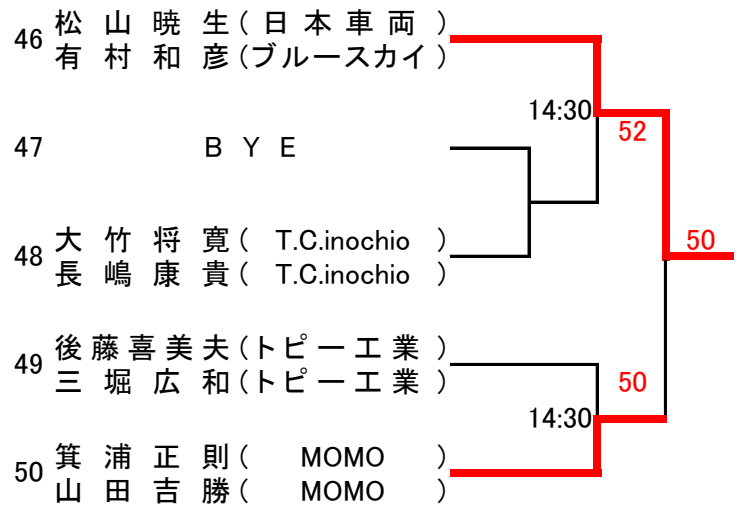 46 松山暁生(日本車両)
有村和彦(ブルースカイ)
14:30
52
47 BYE
48 大竹将寛(T.C.inochio)
長嶋康貴(T.C.inochio)
50
49 後藤喜美夫(トピー工業)
三堀広和(トピー工業)
50
14:30
50 箕浦正則(MOMO)
山田吉勝(MOMO)